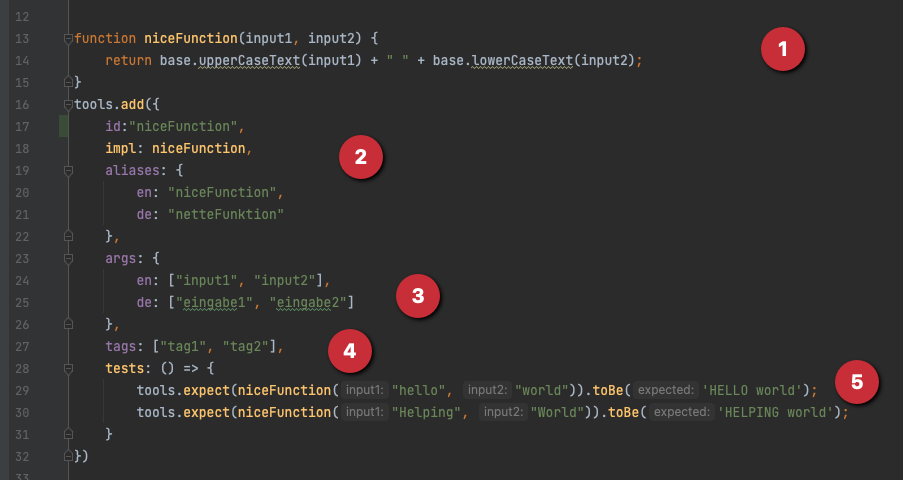 12
13 function niceFunction(input1, input2) { 1
14 return base.upperCaseText(input1) + " " + base.lowerCaseText(input2);
15 }
16 tools.add({
17 id:"niceFunction",
18 impl: niceFunction, 2
19 aliases: {
20 en: "niceFunction",
21 de: "netteFunktion"
22 },
23 args: {
24 en: ["input1", "input2"],
25 de: ["eingabe1", "eingabe2"] 3
26 },
27 tags: ["tag1", "tag2"], 4
28 tests: () => {
29 tools.expect(niceFunction( input1: "hello", input2: "world")).toBe( expected: 'HELLO world'); 5
30 tools.expect(niceFunction( input1: "Helping", input2: "World")).toBe( expected: 'HELPING world');
31 }
32 })
33